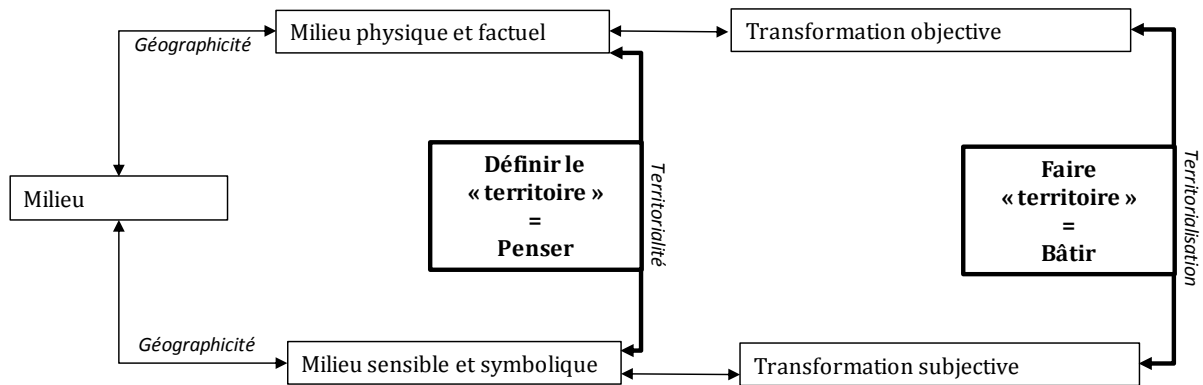 Géographicité
Milieu physique et factuel
Transformation objective
Définir le
« territoire »
=
Penser
Territorialité
Faire
« territoire »
=
Bâtir
Territorialisation
Milieu
Géographicité
Milieu sensible et symbolique
Transformation subjective